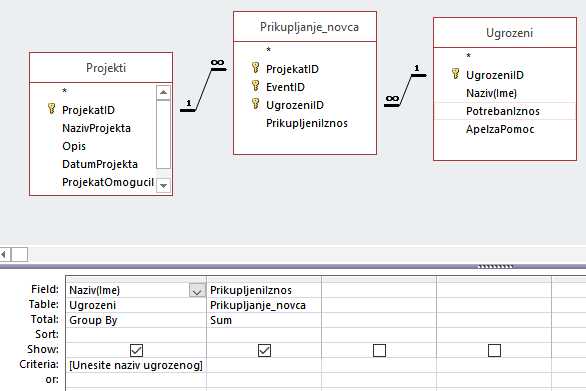 Projekti
*
ProjekatID
NazivProjekta
Opis
DatumProjekta
ProjekatOmogucil
1
∞
Prikupljanje_novca
*
ProjekatID
EventID
UgrozeniID
PrikupljeniIznos
∞
1
Ugrozeni
*
UgrozeniID
Naziv(Ime)
PotrebanIznos
ApelzaPomoc
Field: Naziv(Ime) PrikupljeniIznos
Table: Ugrozeni Prikupljanje_novca
Total: Group By Sum
Sort:
Show:
Criteria: [Unesite naziv ugrozenog]
or: